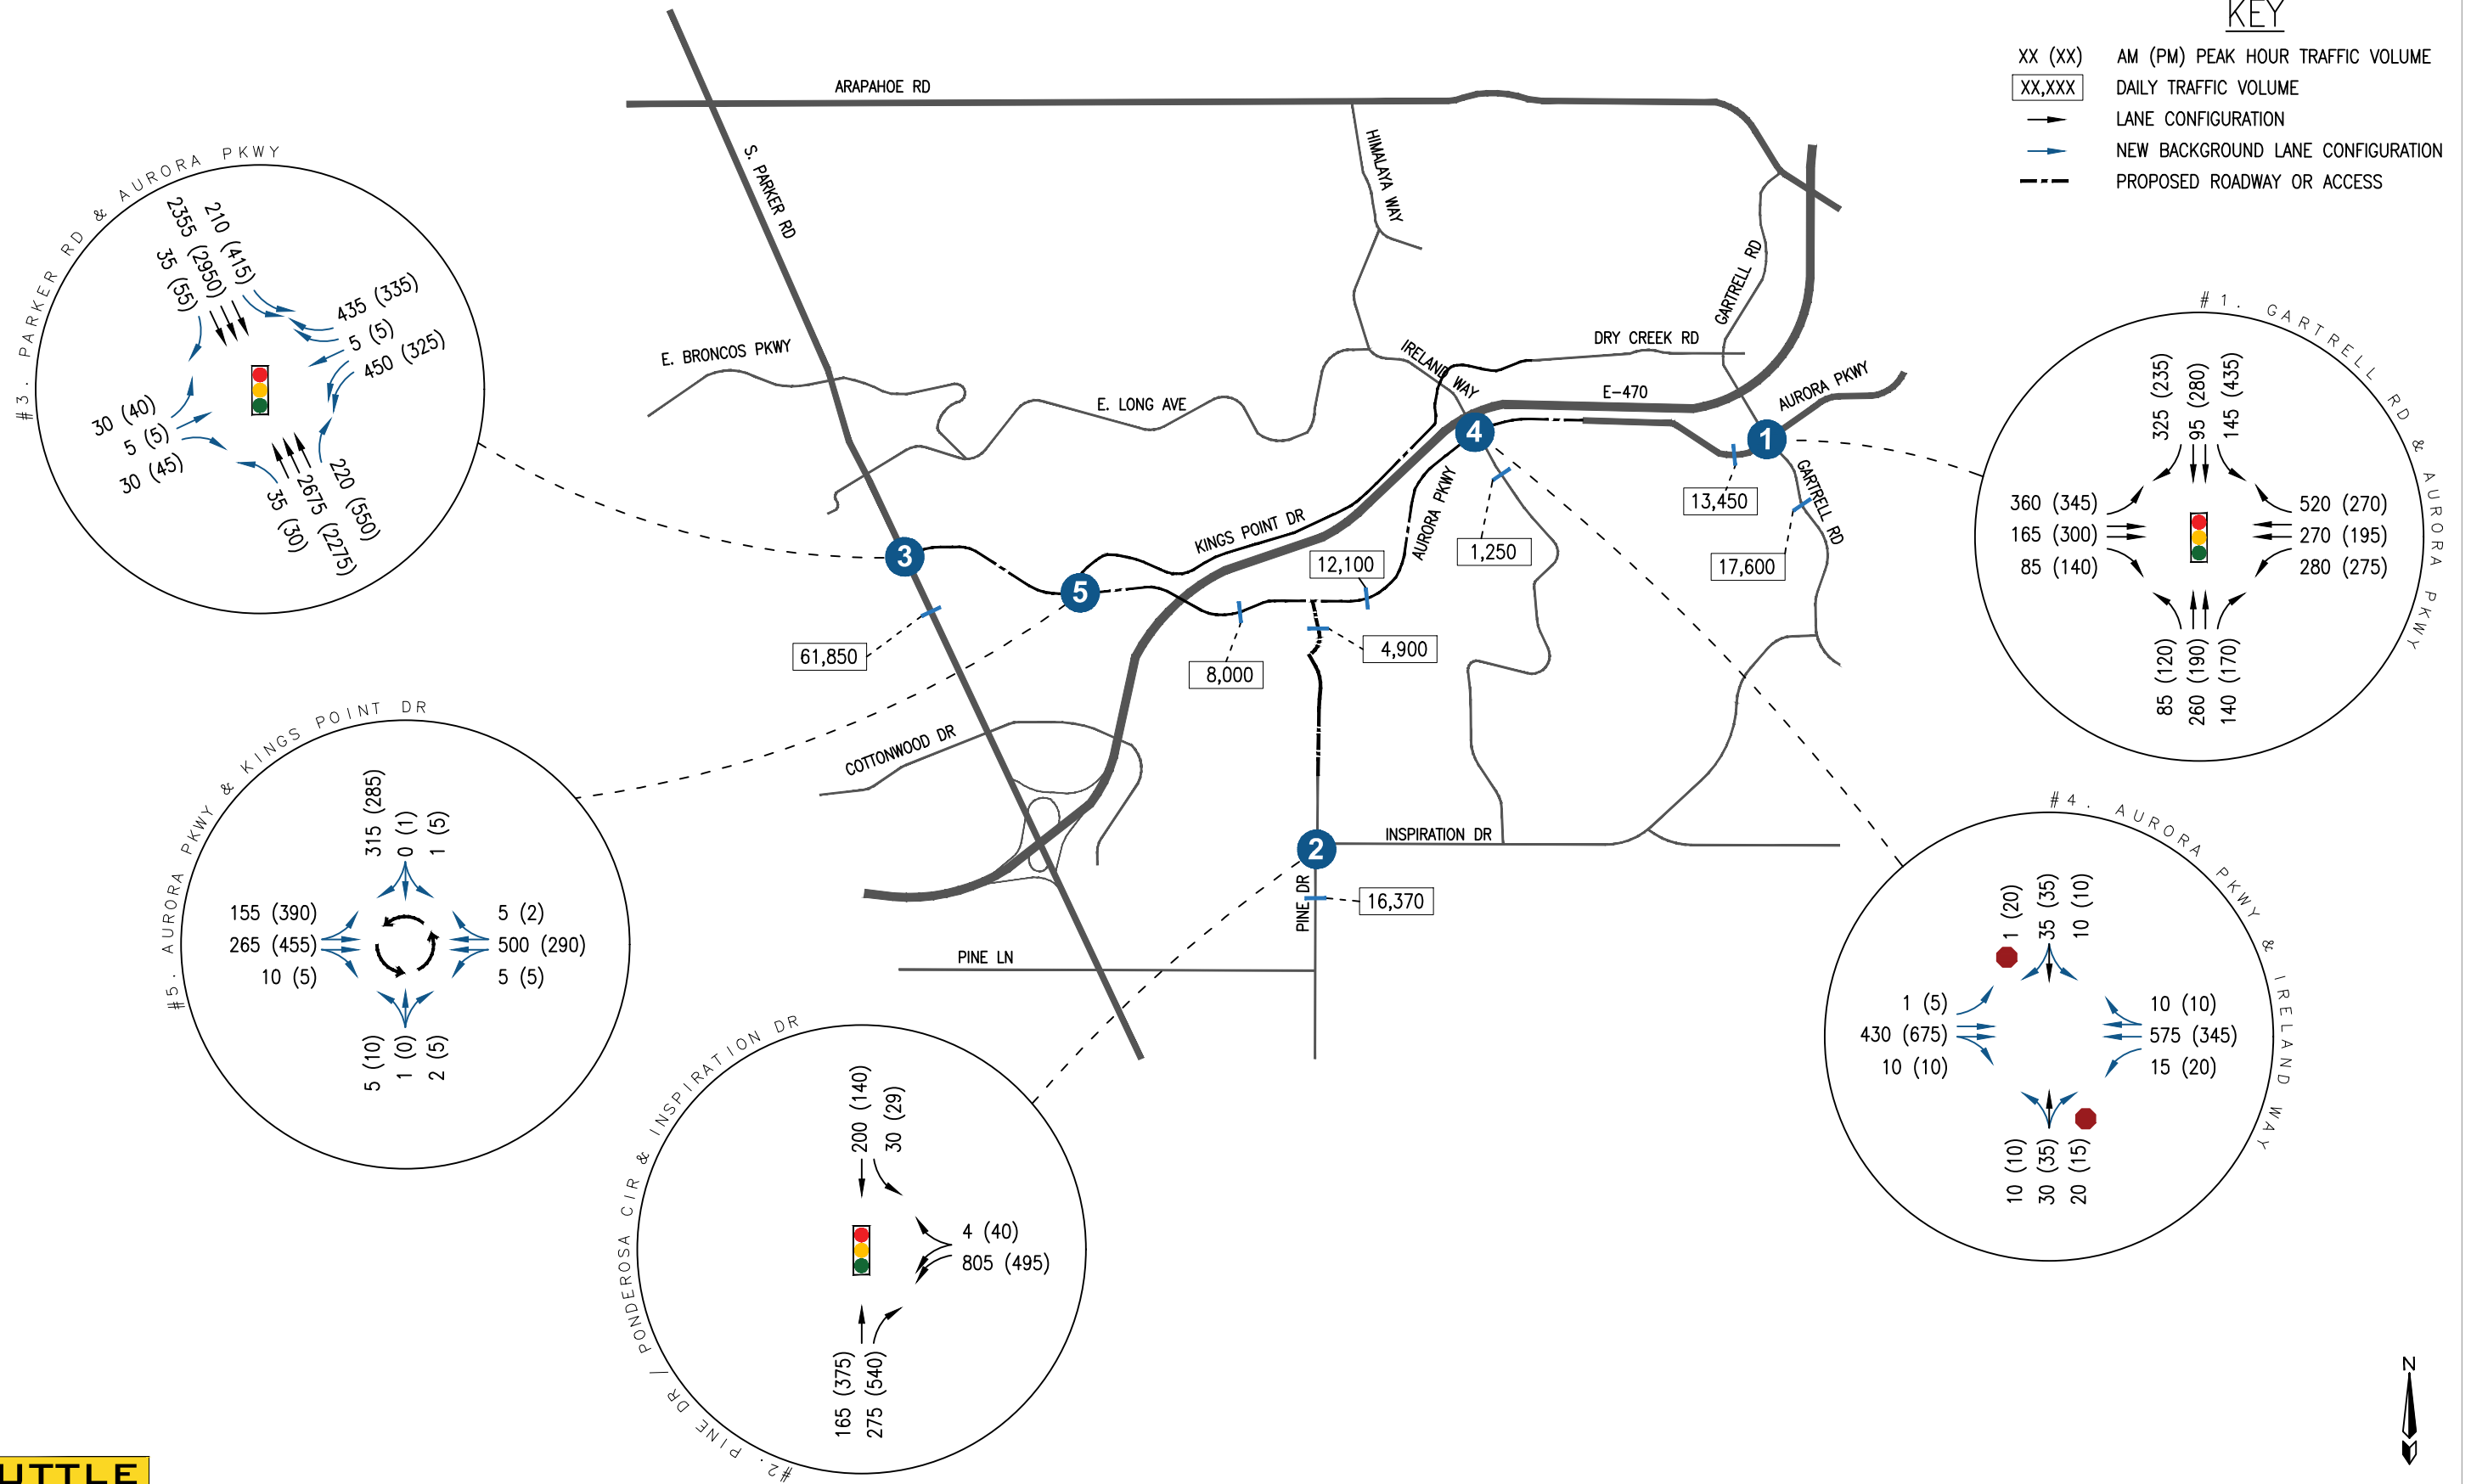 KEY
XX (XX) AM (PM) PEAK HOUR TRAFFIC VOLUME
XX,XXX DAILY TRAFFIC VOLUME
LANE CONFIGURATION
NEW BACKGROUND LANE CONFIGURATION
PROPOSED ROADWAY OR ACCESS
ARAPAHOE RD
S. PARKER RD
HIMALAYA WAY
GARTRELL RD
E. BRONCOS PKWY
IRELAND WAY
DRY CREEK RD
E-470
AURORA PKWY
E. LONG AVE
KINGS POINT DR
AURORA PKWY
GARTRELL RD
1
2
3
4
5
13,450
17,600
1,250
12,100
4,900
8,000
61,850
16,370
COTTONWOOD DR
INSPIRATION DR
PINE DR
PINE LN
#3. PARKER RD & AURORA PKWY
35 (55)
2355 (2950)
210 (415)
435 (335)
5 (5)
450 (325)
30 (40)
5 (5)
30 (45)
35 (30)
2675 (2275)
220 (550)
#1. GARTRELL RD & AURORA PKWY
325 (235)
95 (280)
145 (435)
360 (345)
165 (300)
85 (140)
520 (270)
270 (195)
280 (275)
85 (120)
260 (190)
140 (170)
#5. AURORA PKWY & KINGS POINT DR
315 (285)
0 (1)
1 (5)
155 (390)
265 (455)
10 (5)
5 (2)
500 (290)
5 (5)
5 (10)
1 (0)
2 (5)
#4. AURORA PKWY & IRELAND WAY
1 (20)
35 (35)
10 (10)
1 (5)
430 (675)
10 (10)
10 (10)
575 (345)
15 (20)
10 (10)
30 (35)
20 (15)
#2. PINE DR / PONDEROSA CIR & INSPIRATION DR
200 (140)
30 (29)
4 (40)
805 (495)
165 (375)
275 (540)
N
UTTLE